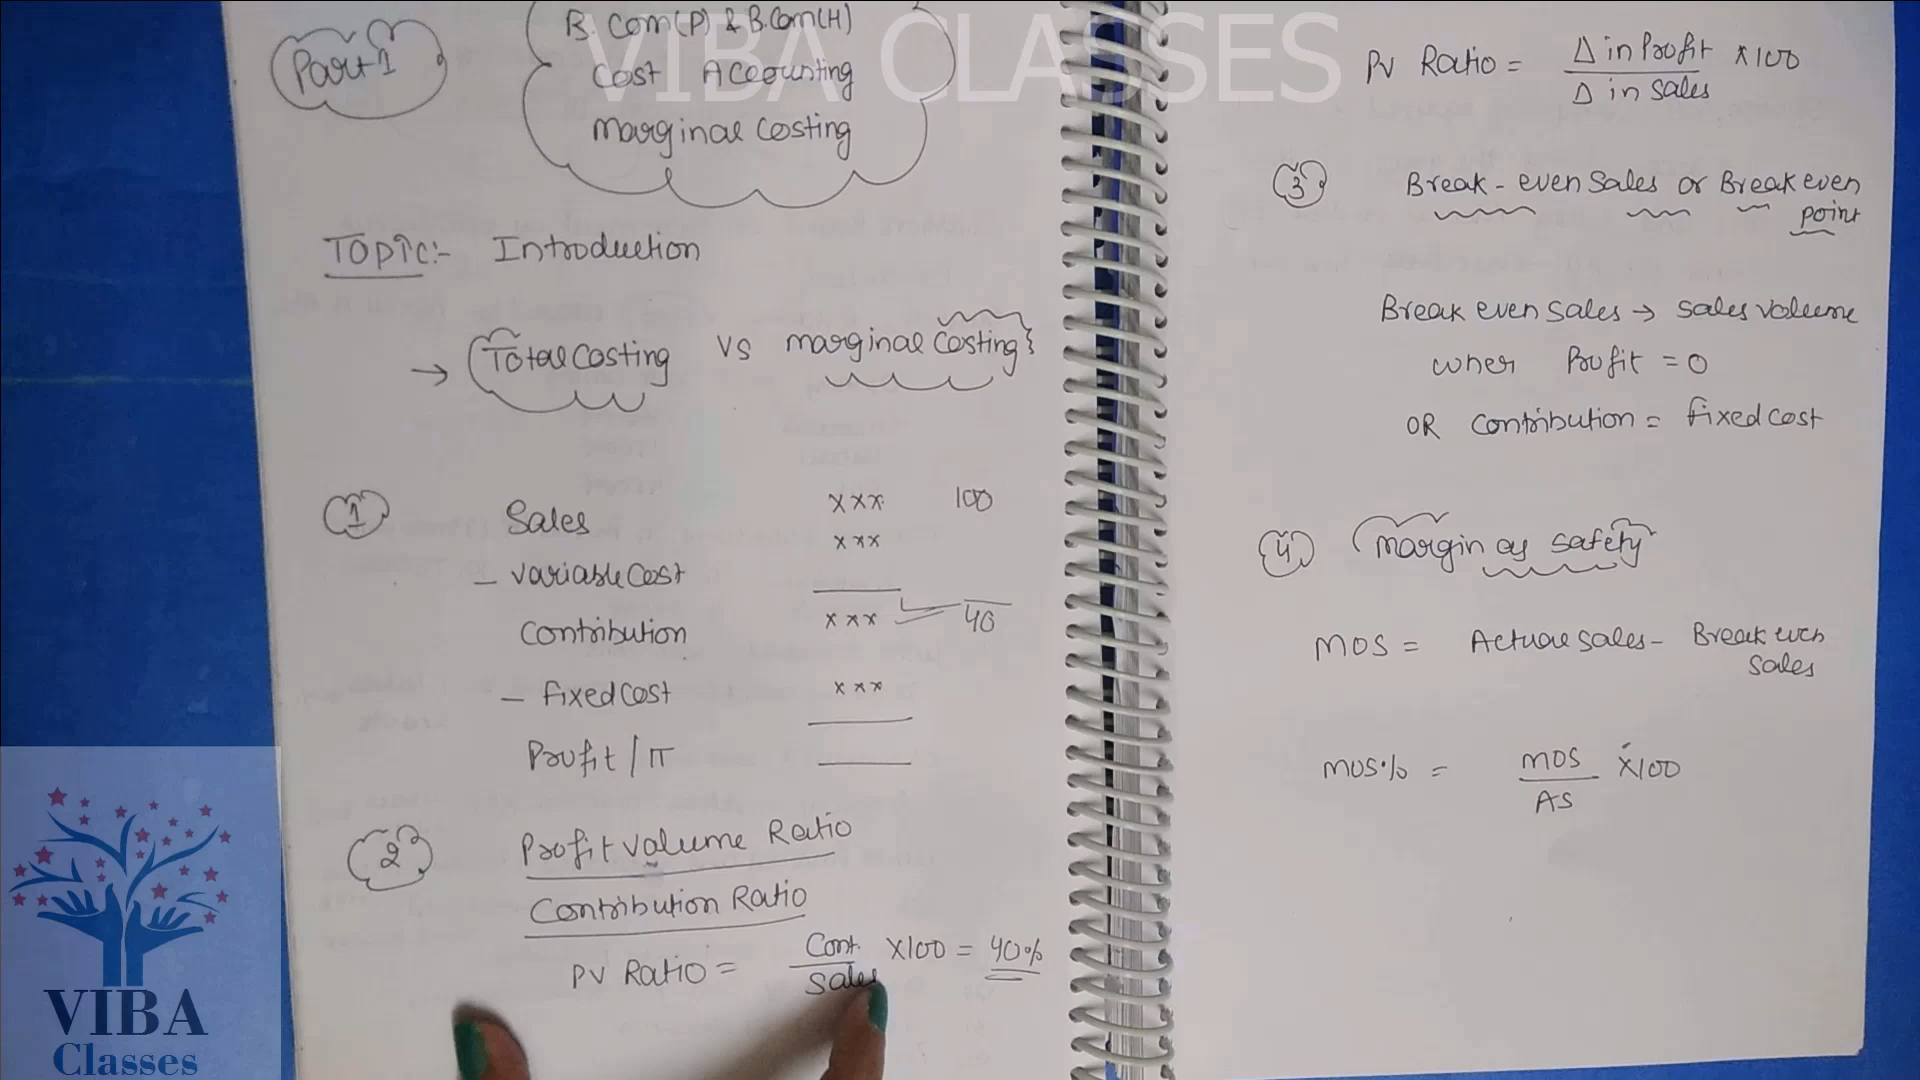 Part 1
B. Com(P) & B.Com(H)
Cost Accounting
Marginal Costing
VIBA CLASSES
TOPIC:- Introduction
→ Total Costing vs marginal Costing
1 Sales xxx 100
xxx
- Variable Cost
Contribution xxx 40
- fixed Cost xxx
Profit / π
2 Profit Volume Ratio
Contribution Ratio
PV Ratio = Cont. / Sales X100 = 40%
PV Ratio = Δ in Profit / Δ in sales X100
3 Break - even Sales or Break even
point
Break even Sales → Sales volume
when Profit = 0
OR Contribution = fixed cost
4 Margin of Safety
MOS = Actual sales - Break even
Sales
MOS% = MOS / AS X100
VIBA
Classes